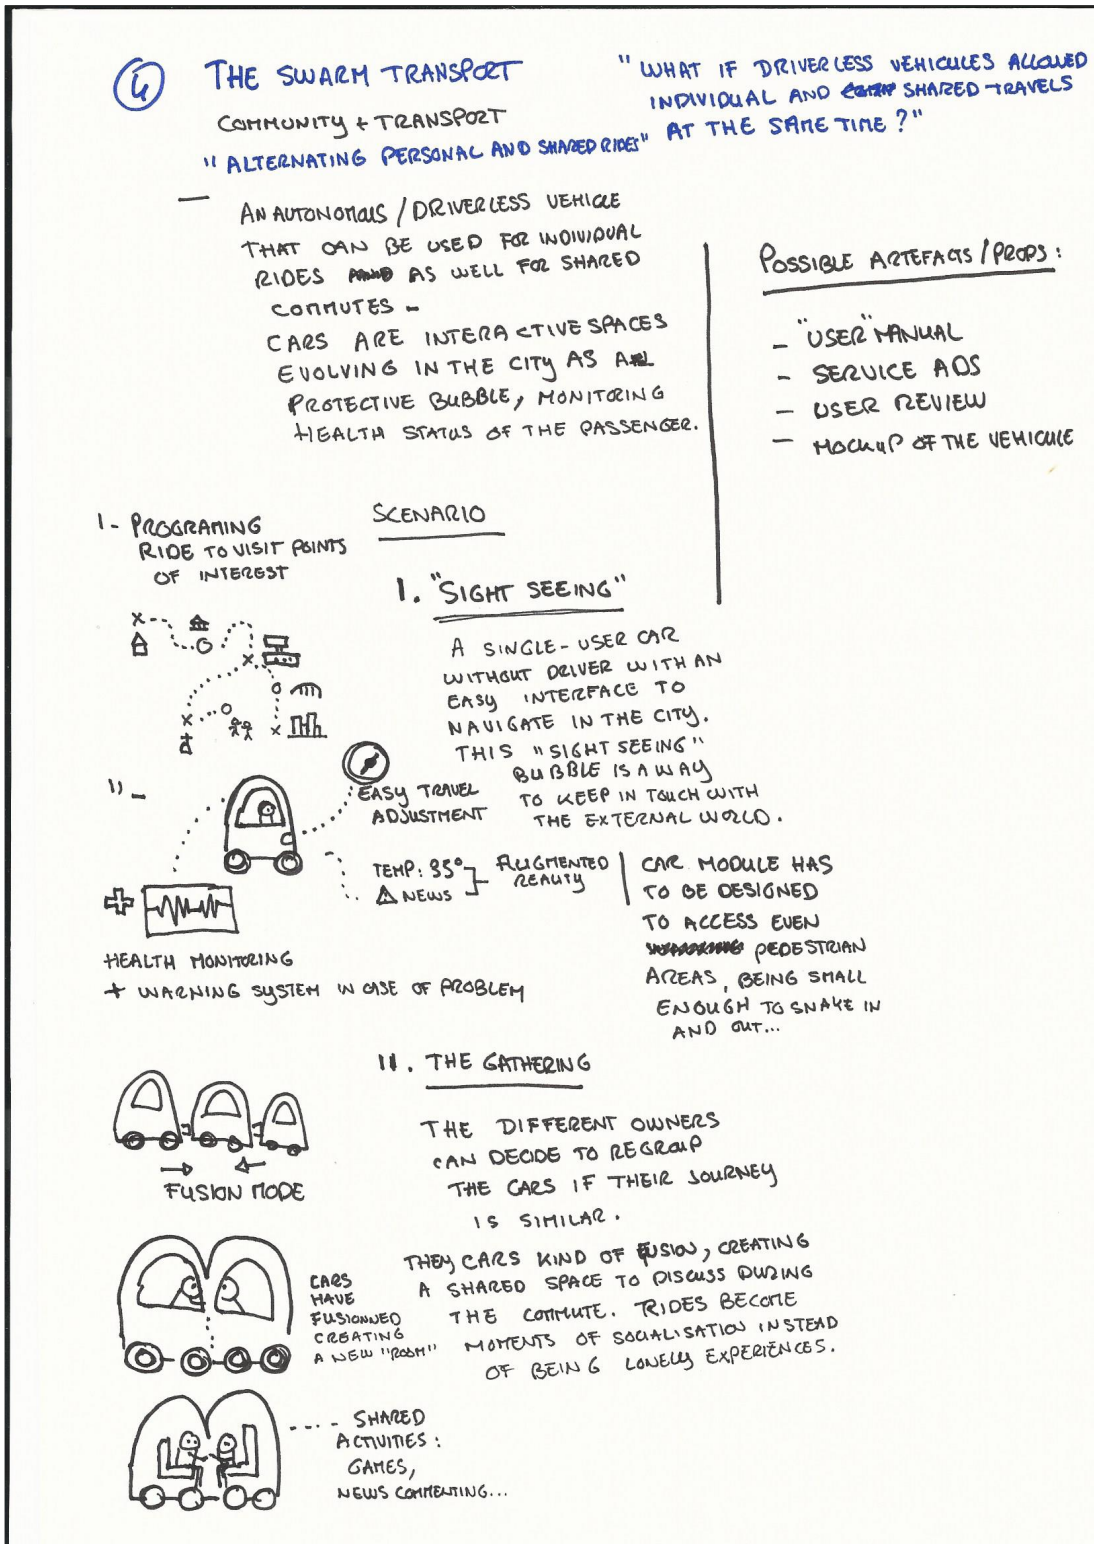 4
THE SWARM TRANSPORT
COMMUNITY + TRANSPORT
"ALTERNATING PERSONAL AND SHARED RIDES"
"WHAT IF DRIVERLESS VEHICULES ALLOWED
INDIVIDUAL AND SHARED TRAVELS
AT THE SAME TIME?"
— AN AUTONOMOUS / DRIVERLESS VEHICLE
THAT CAN BE USED FOR INDIVIDUAL
RIDES AS WELL FOR SHARED
COMMUTES -
CARS ARE INTERACTIVE SPACES
EVOLVING IN THE CITY AS A
PROTECTIVE BUBBLE, MONITORING
HEALTH STATUS OF THE PASSENGER.
POSSIBLE ARTEFACTS / PROPS :
- "USER" MANUAL
- SERVICE ADS
- USER REVIEW
- MOCKUP OF THE VEHICULE
SCENARIO
I - PROGRAMING
RIDE TO VISIT POINTS
OF INTEREST
I. "SIGHT SEEING"
A SINGLE-USER CAR
WITHOUT DRIVER WITH AN
EASY INTERFACE TO
NAVIGATE IN THE CITY.
THIS "SIGHT SEEING"
BUBBLE IS A WAY
TO KEEP IN TOUCH WITH
THE EXTERNAL WORLD.
II -
EASY TRAVEL
ADJUSTMENT
TEMP: 35°
NEWS
AUGMENTED
REALITY
CAR MODULE HAS
TO BE DESIGNED
TO ACCESS EVEN
PEDESTRIAN
AREAS, BEING SMALL
ENOUGH TO SNAKE IN
AND OUT...
HEALTH MONITORING
+ WARNING SYSTEM IN CASE OF PROBLEM
II. THE GATHERING
THE DIFFERENT OWNERS
CAN DECIDE TO REGROUP
THE CARS IF THEIR JOURNEY
IS SIMILAR.
FUSION MODE
THEY CARS KIND OF FUSION, CREATING
A SHARED SPACE TO DISCUSS DURING
THE COMMUTE. RIDES BECOME
MOMENTS OF SOCIALISATION INSTEAD
OF BEING LONELY EXPERIENCES.
CARS
HAVE
FUSIONNED
CREATING
A NEW "ROOM"
---- SHARED
ACTIVITIES :
GAMES,
NEWS COMMENTING...